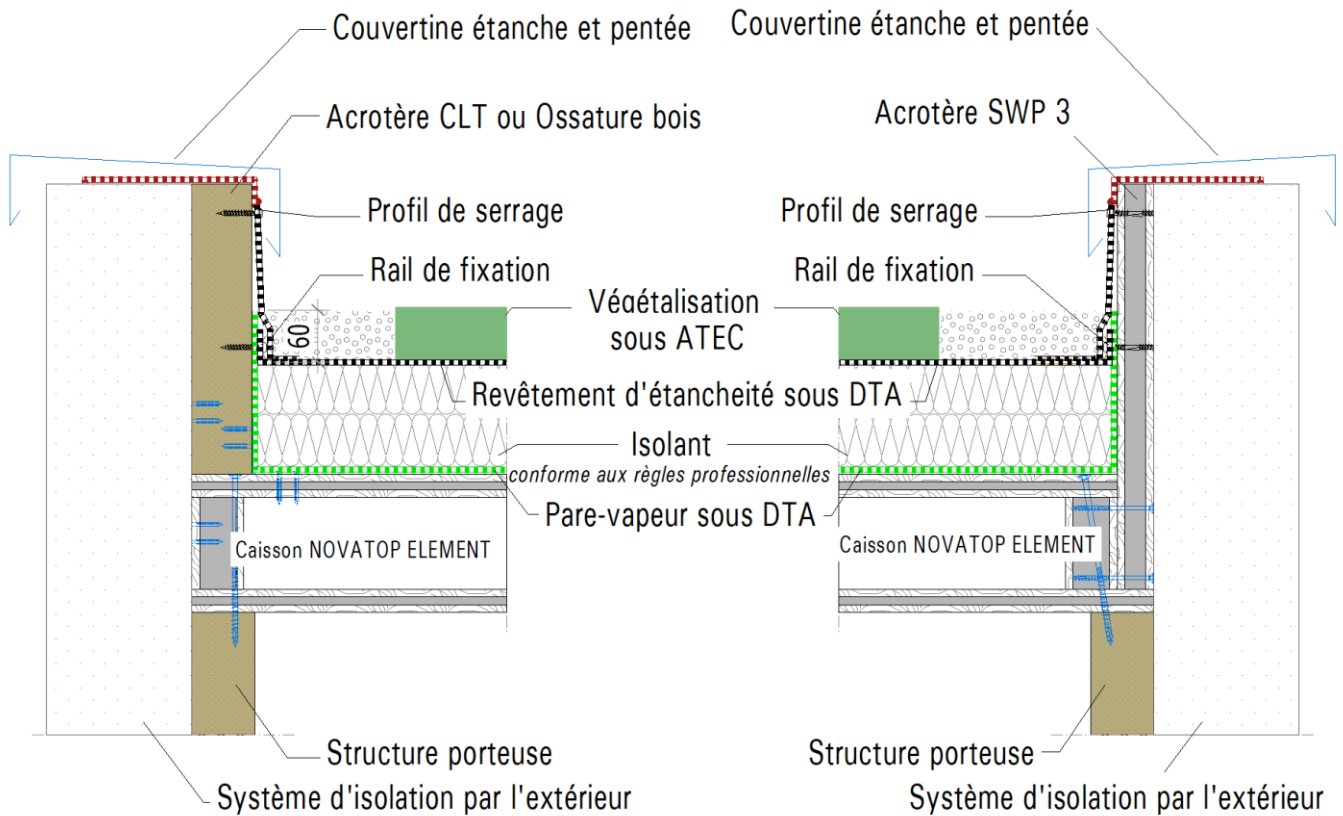 Couvertine étanche et pentée
Couvertine étanche et pentée
Acrotère CLT ou Ossature bois
Acrotère SWP 3
Profil de serrage
Profil de serrage
Rail de fixation
Rail de fixation
60
Végétalisation
sous ATEC
Revêtement d'étancheité sous DTA
Isolant
conforme aux règles professionnelles
Pare-vapeur sous DTA
Caisson NOVATOP ELEMENT
Caisson NOVATOP ELEMENT
Structure porteuse
Structure porteuse
Système d'isolation par l'extérieur
Système d'isolation par l'extérieur